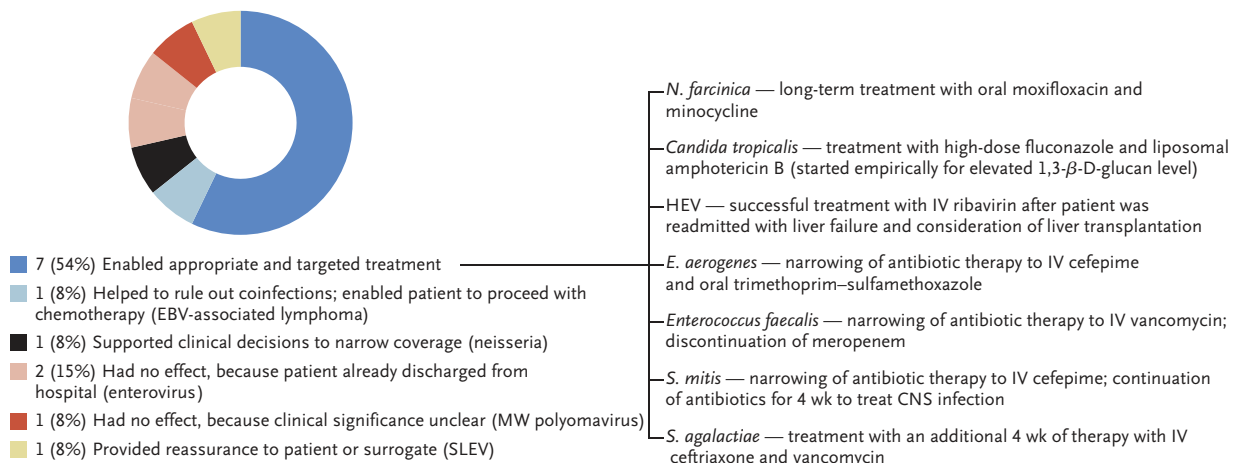 7 (54%) Enabled appropriate and targeted treatment
1 (8%) Helped to rule out coinfections; enabled patient to proceed with
chemotherapy (EBV-associated lymphoma)
1 (8%) Supported clinical decisions to narrow coverage (neisseria)
2 (15%) Had no effect, because patient already discharged from
hospital (enterovirus)
1 (8%) Had no effect, because clinical significance unclear (MW polyomavirus)
1 (8%) Provided reassurance to patient or surrogate (SLEV)
N. farcinica — long-term treatment with oral moxifloxacin and
minocycline
Candida tropicalis — treatment with high-dose fluconazole and liposomal
amphotericin B (started empirically for elevated 1,3-β-D-glucan level)
HEV — successful treatment with IV ribavirin after patient was
readmitted with liver failure and consideration of liver transplantation
E. aerogenes — narrowing of antibiotic therapy to IV cefepime
and oral trimethoprim–sulfamethoxazole
Enterococcus faecalis — narrowing of antibiotic therapy to IV vancomycin;
discontinuation of meropenem
S. mitis — narrowing of antibiotic therapy to IV cefepime; continuation
of antibiotics for 4 wk to treat CNS infection
S. agalactiae — treatment with an additional 4 wk of therapy with IV
ceftriaxone and vancomycin